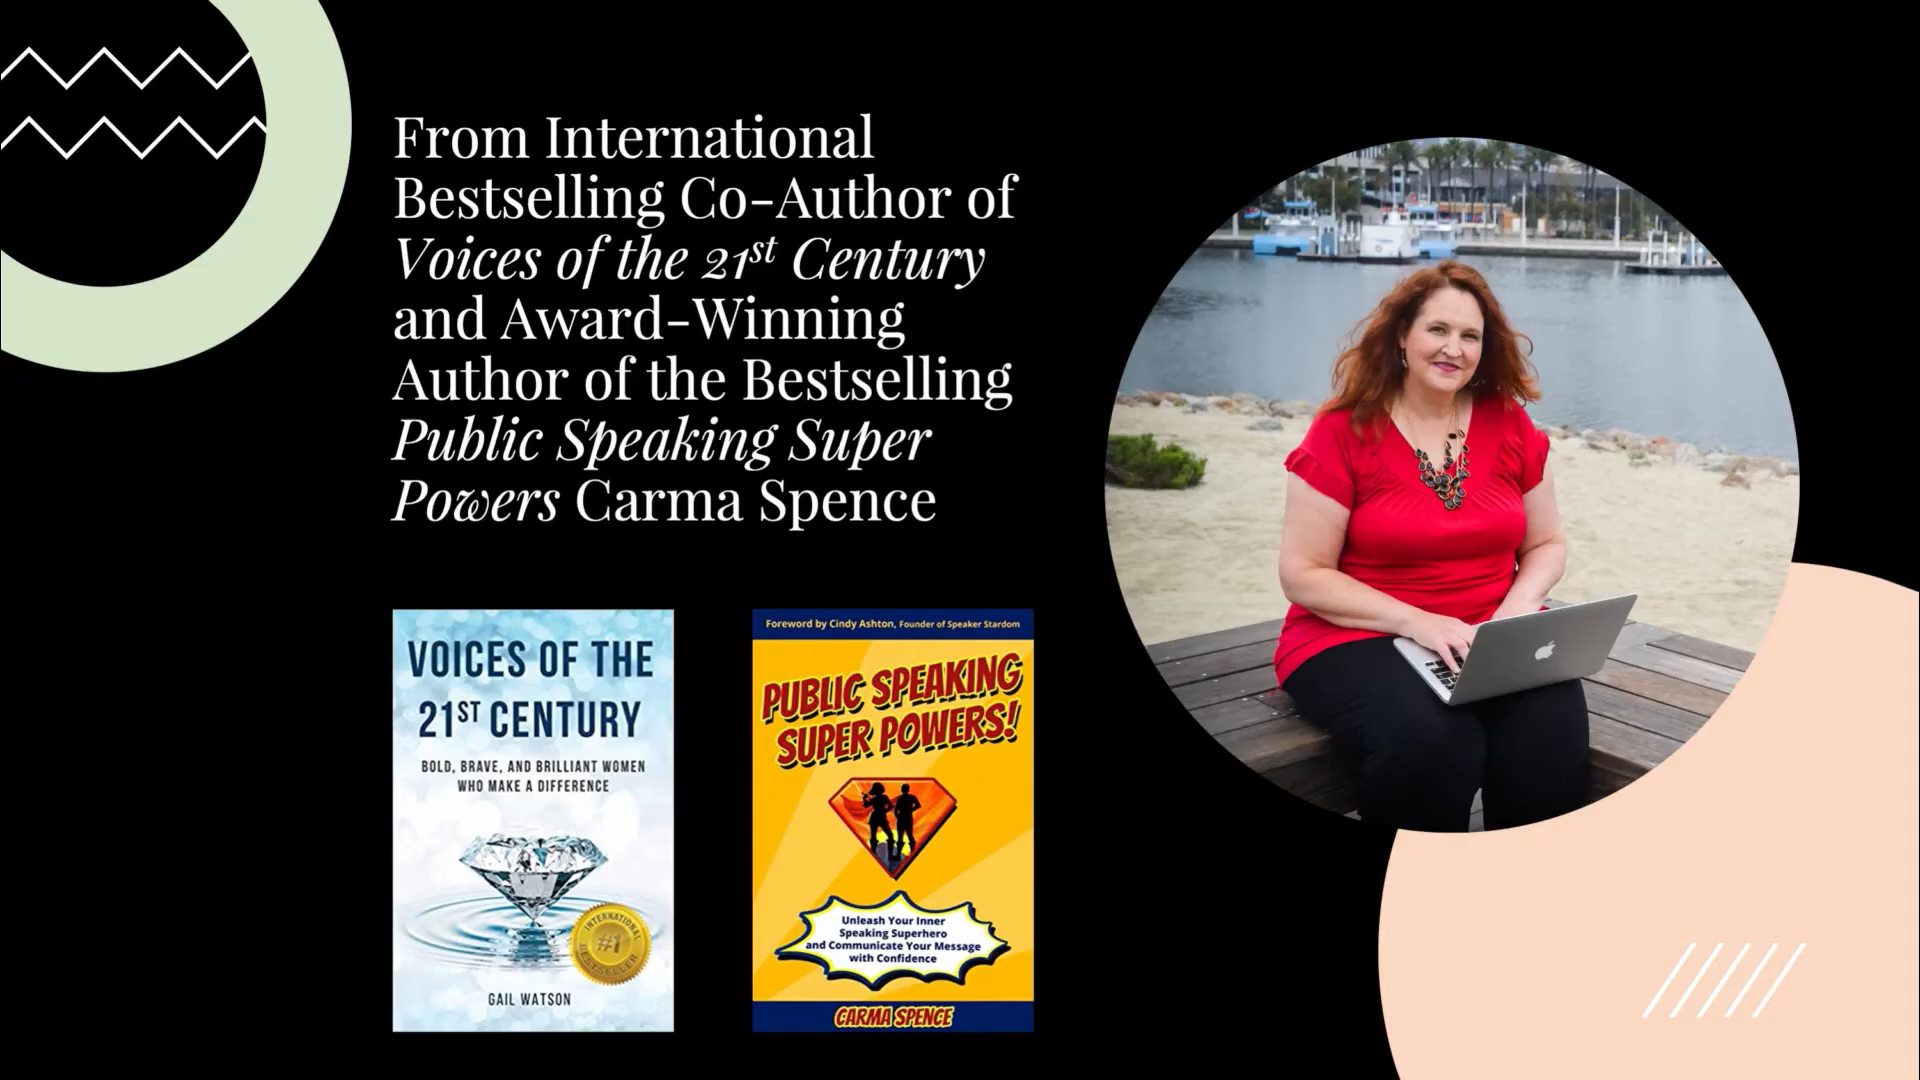 From International
Bestselling Co-Author of
Voices of the 21st Century
and Award-Winning
Author of the Bestselling
Public Speaking Super
Powers Carma Spence
VOICES OF THE
21ST CENTURY
BOLD, BRAVE, AND BRILLIANT WOMEN
WHO MAKE A DIFFERENCE
INTERNATIONAL
#1
BESTSELLER
GAIL WATSON
Foreword by Cindy Ashton, Founder of Speaker Stardom
PUBLIC SPEAKING
SUPER POWERS!
Unleash Your Inner
Speaking Superhero
and Communicate Your Message
with Confidence
CARMA SPENCE